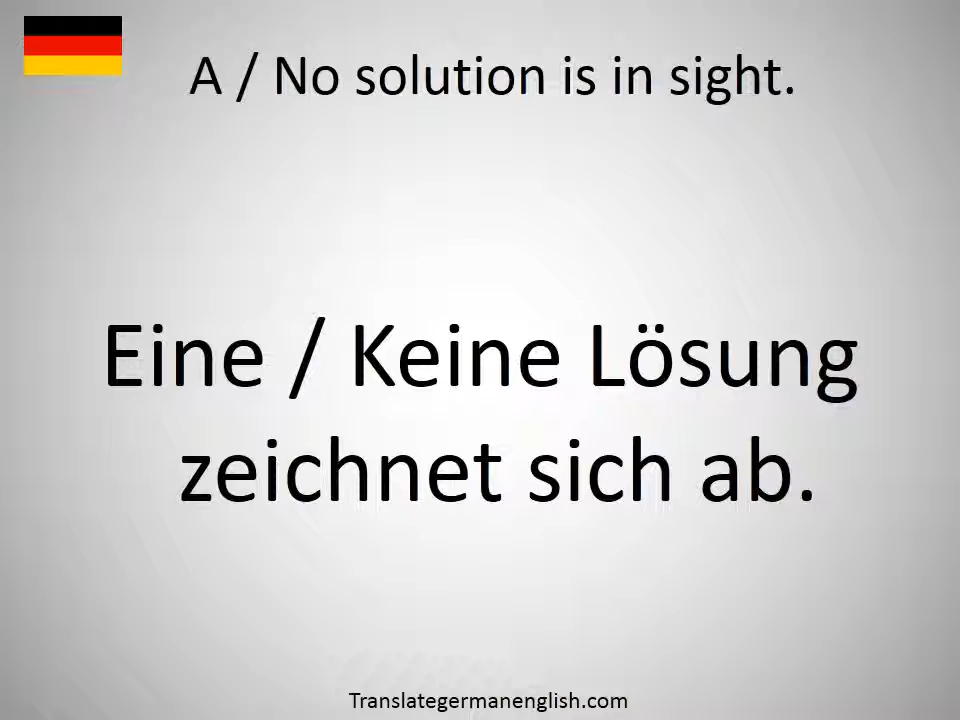 A / No solution is in sight.
Eine / Keine Lösung
zeichnet sich ab.
Translategermanenglish.com